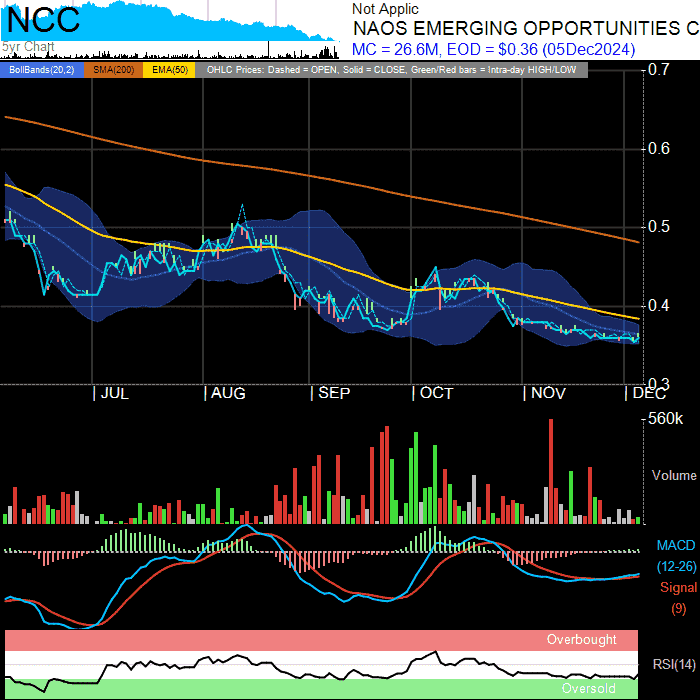 NCC
Not Applic
NAOS EMERGING OPPORTUNITIES C
5yr Chart
MC = 26.6M, EOD = $0.36 (05Dec2024)
BollBands(20,2) SMA(200) EMA(50) OHLC Prices: Dashed = OPEN, Solid = CLOSE, Green/Red bars = Intra-day HIGH/LOW
0.7
0.6
0.5
0.4
0.3
JUL AUG SEP OCT NOV DEC
560k
Volume
MACD
(12-26)
Signal
(9)
Overbought
RSI(14)
Oversold